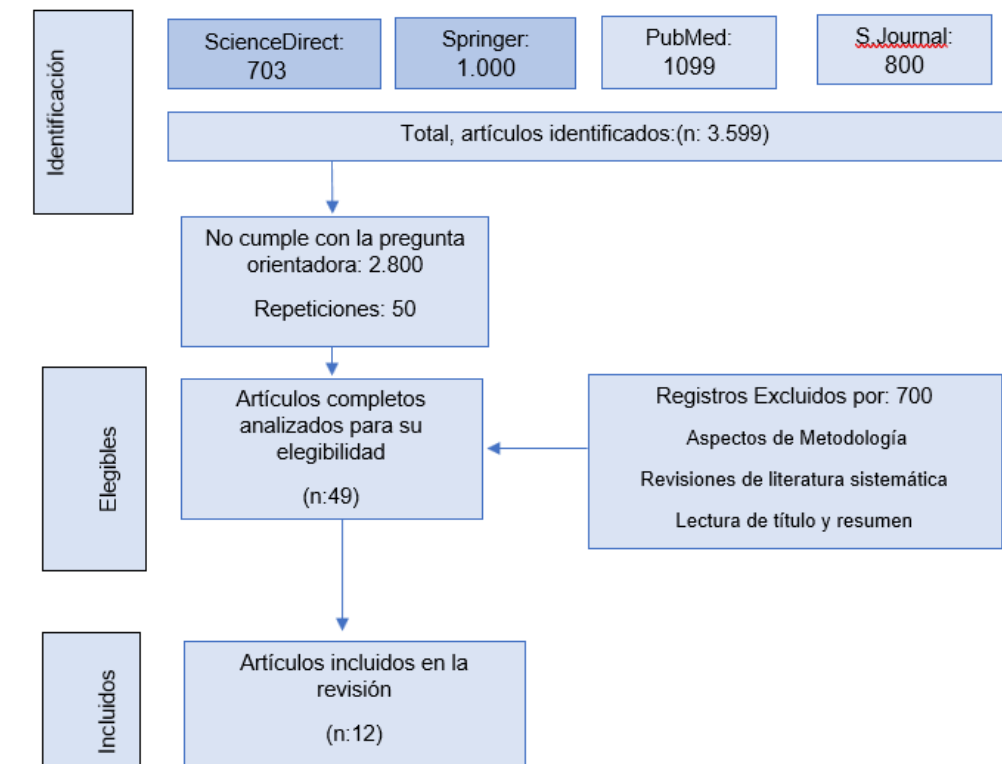 Identificación
ScienceDirect:
703
Springer:
1.000
PubMed:
1099
S.Journal:
800
Total, artículos identificados:(n: 3.599)
No cumple con la pregunta
orientadora: 2.800
Repeticiones: 50
Elegibles
Artículos completos
analizados para su
elegibilidad
(n:49)
Registros Excluidos por: 700
Aspectos de Metodología
Revisiones de literatura sistemática
Lectura de título y resumen
Incluidos
Artículos incluidos en la
revisión
(n:12)